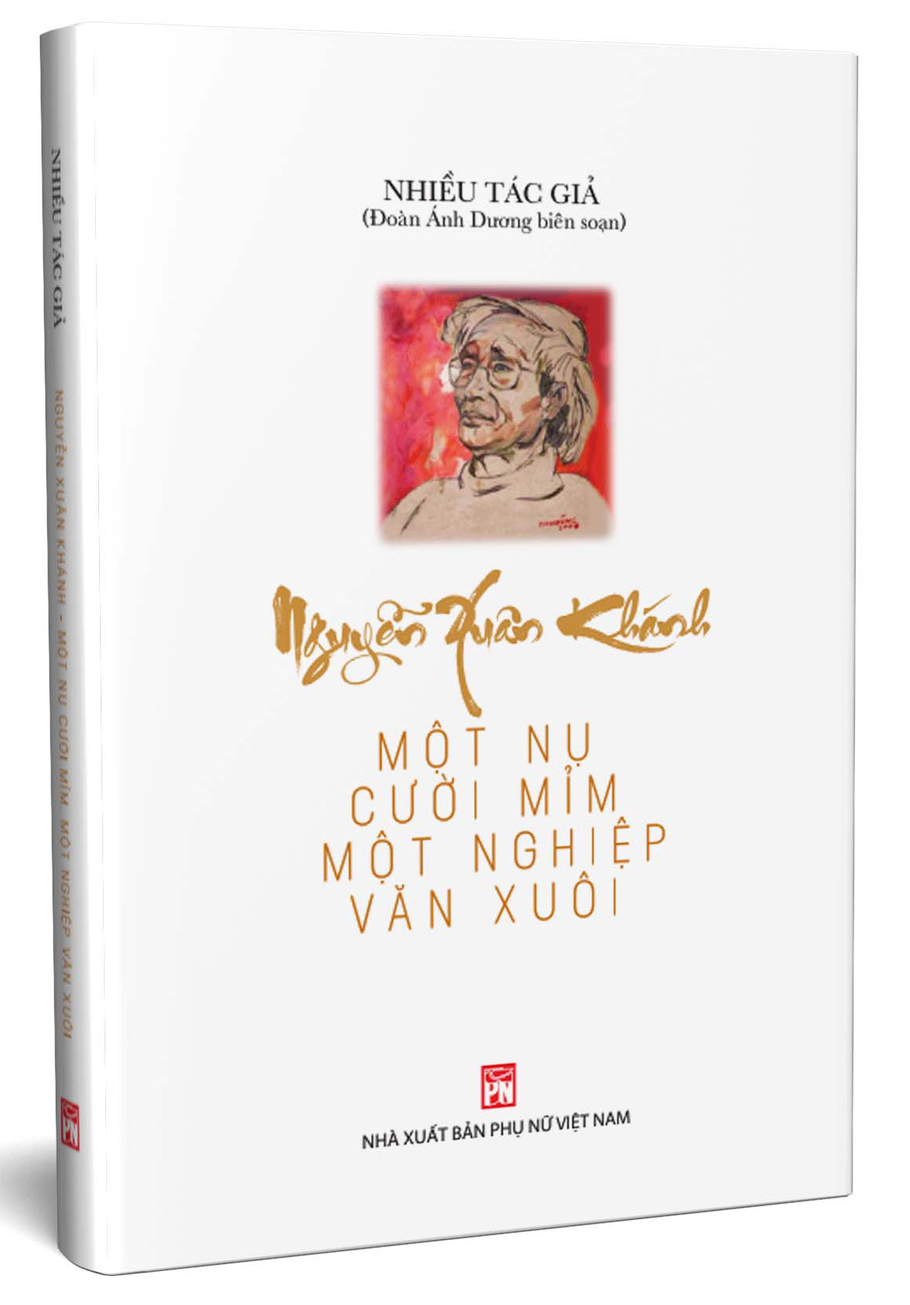 NHIỀU TÁC GIẢ
(Đoàn Ánh Dương biên soạn)
Nguyễn Xuân Khánh
MỘT NỤ
CƯỜI MỈM
MỘT NGHIỆP
VĂN XUÔI
PN
NHÀ XUẤT BẢN PHỤ NỮ VIỆT NAM
NHIỀU TÁC GIẢ
NGUYỄN XUÂN KHÁNH - MỘT NỤ CƯỜI MỈM MỘT NGHIỆP VĂN XUÔI
PN